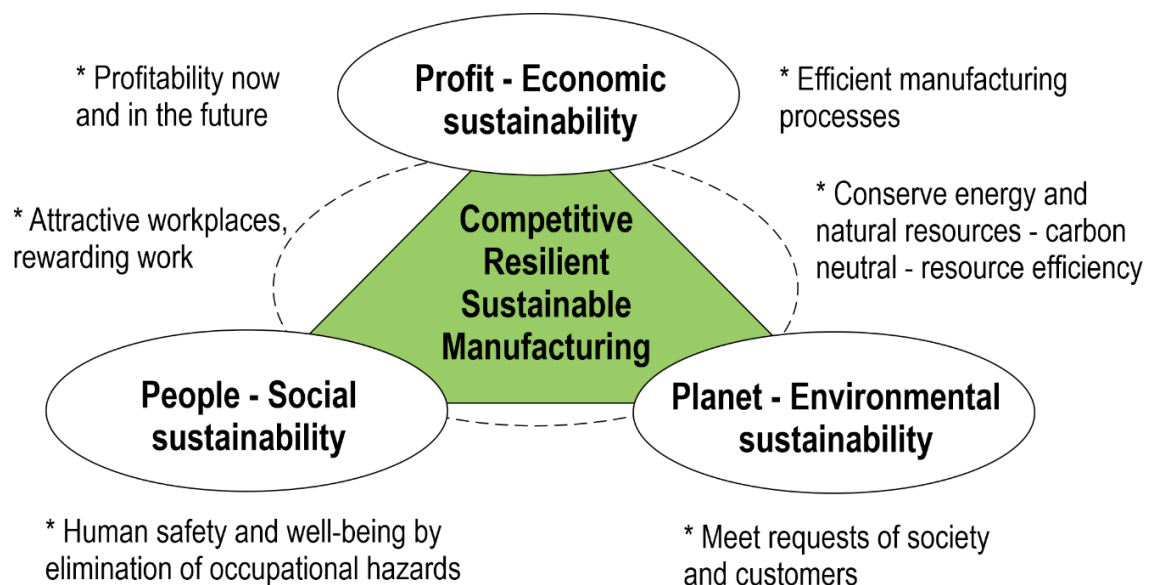 Profit - Economic
sustainability
* Profitability now
and in the future
* Efficient manufacturing
processes
* Attractive workplaces,
rewarding work
Competitive
Resilient
Sustainable
Manufacturing
* Conserve energy and
natural resources - carbon
neutral - resource efficiency
People - Social
sustainability
Planet - Environmental
sustainability
* Human safety and well-being by
elimination of occupational hazards
* Meet requests of society
and customers